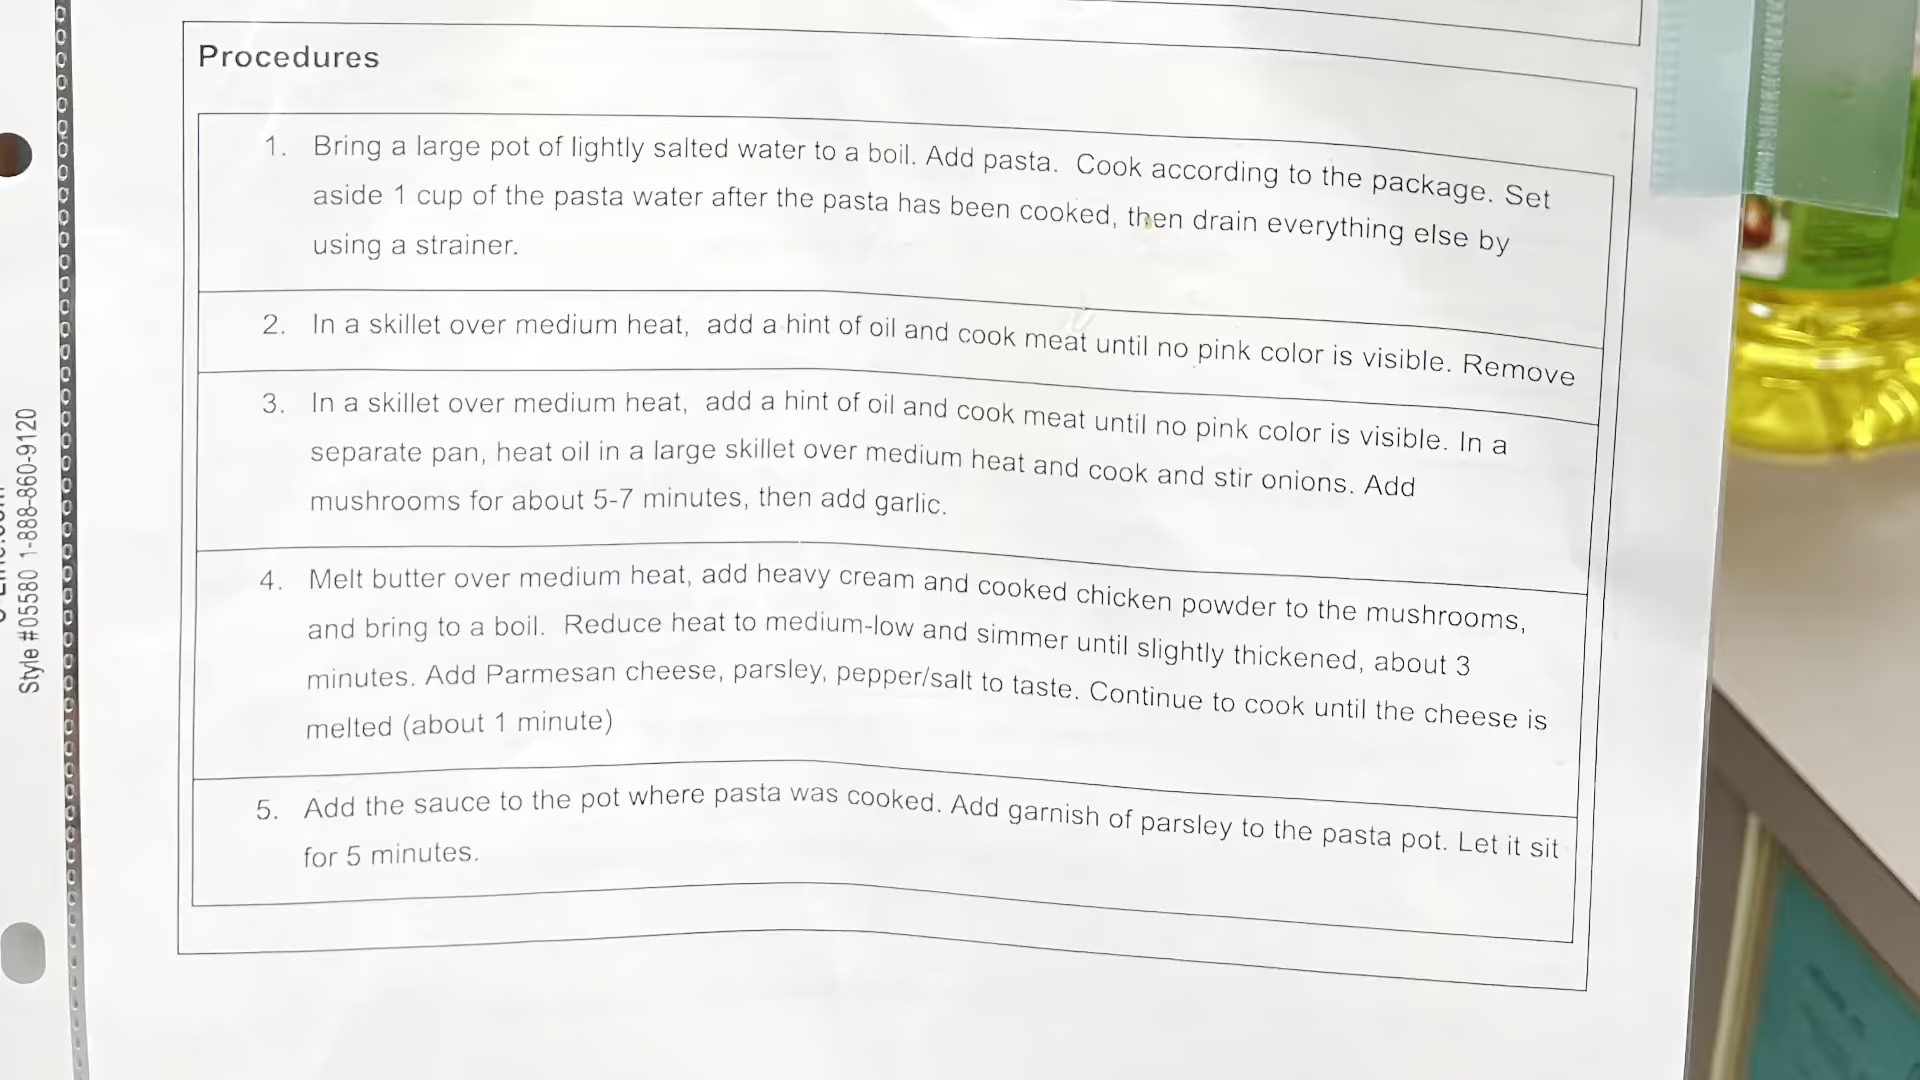 Procedures
1. Bring a large pot of lightly salted water to a boil. Add pasta. Cook according to the package. Set
aside 1 cup of the pasta water after the pasta has been cooked, then drain everything else by
using a strainer.
2. In a skillet over medium heat, add a hint of oil and cook meat until no pink color is visible. Remove
3. In a skillet over medium heat, add a hint of oil and cook meat until no pink color is visible. In a
separate pan, heat oil in a large skillet over medium heat and cook and stir onions. Add
mushrooms for about 5-7 minutes, then add garlic.
4. Melt butter over medium heat, add heavy cream and cooked chicken powder to the mushrooms,
and bring to a boil. Reduce heat to medium-low and simmer until slightly thickened, about 3
minutes. Add Parmesan cheese, parsley, pepper/salt to taste. Continue to cook until the cheese is
melted (about 1 minute)
5. Add the sauce to the pot where pasta was cooked. Add garnish of parsley to the pasta pot. Let it sit
for 5 minutes.
Style #05580 1-888-860-9120